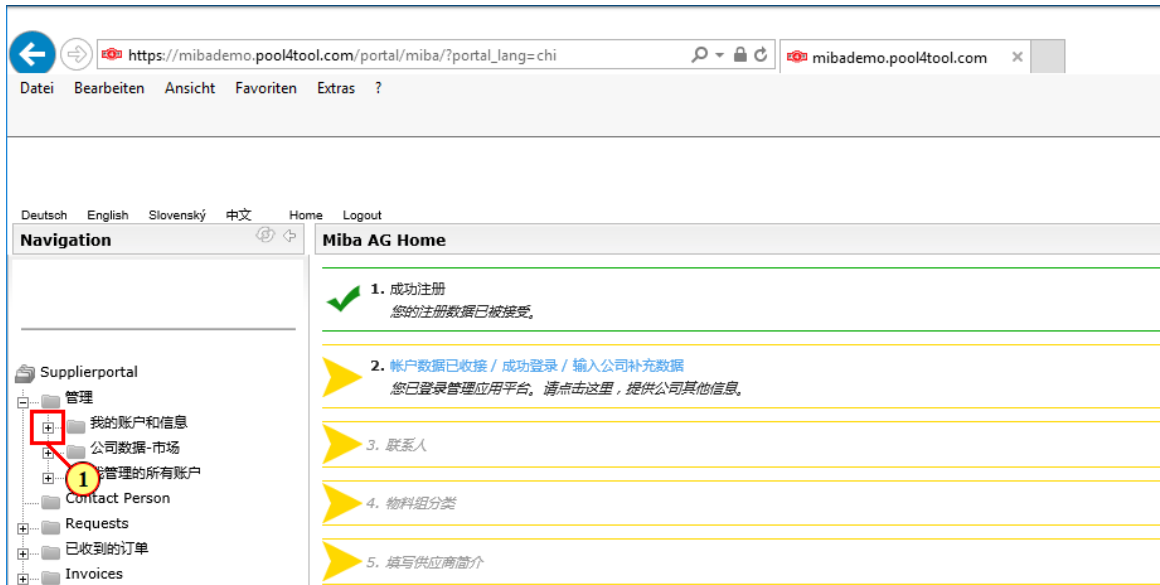 https://mibademo.pool4tool.com/portal/miba/?portal_lang=chi
mibademo.pool4tool.com
Datei Bearbeiten Ansicht Favoriten Extras ?
Deutsch English Slovenský 中文 Home Logout
Navigation
Miba AG Home
1. 成功注册
您的注册数据已被接受。
2. 帐户数据已收接 / 成功登录 / 输入公司补充数据
您已登录管理应用平台。请点击这里，提供公司其他信息。
3. 联系人
4. 物料组分类
5. 填写供应商简介
Supplierportal
管理
我的账户和信息
公司数据-市场
1
管理的所有账户
Contact Person
Requests
已收到的订单
Invoices